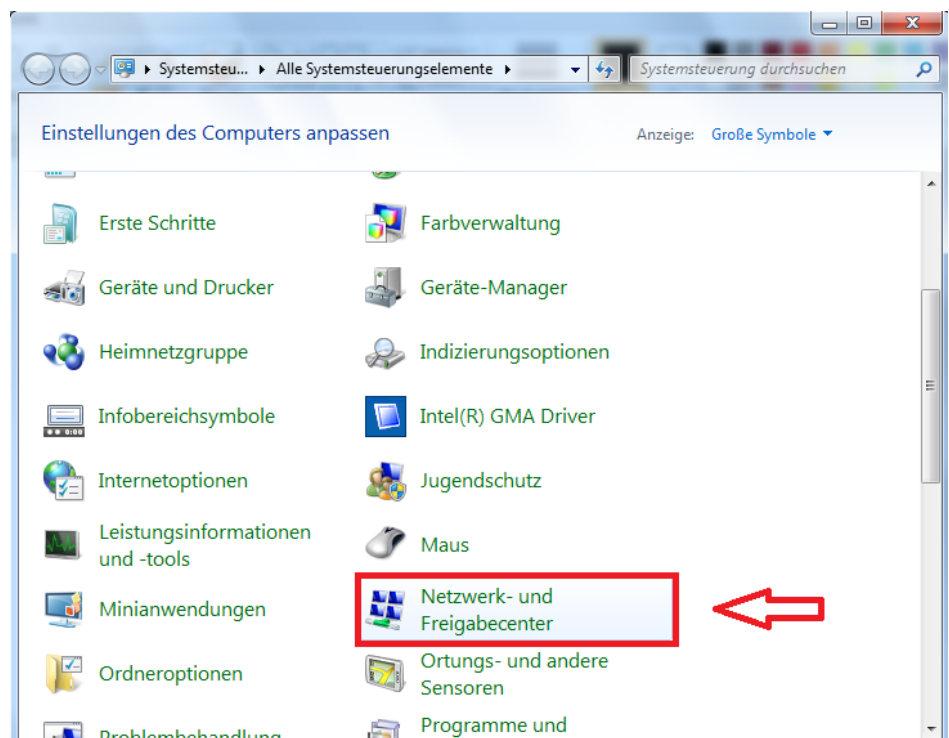 Systemsteu... Alle Systemsteuerungselemente
Systemsteuerung durchsuchen
Einstellungen des Computers anpassen
Anzeige: Große Symbole
Erste Schritte
Farbverwaltung
Geräte und Drucker
Geräte-Manager
Heimnetzgruppe
Indizierungsoptionen
Infobereichsymbole
Intel(R) GMA Driver
Internetoptionen
Jugendschutz
Leistungsinformationen
und -tools
Maus
Minianwendungen
Netzwerk- und
Freigabecenter
Ordneroptionen
Ortungs- und andere
Sensoren
Problembehandlung
Programme und